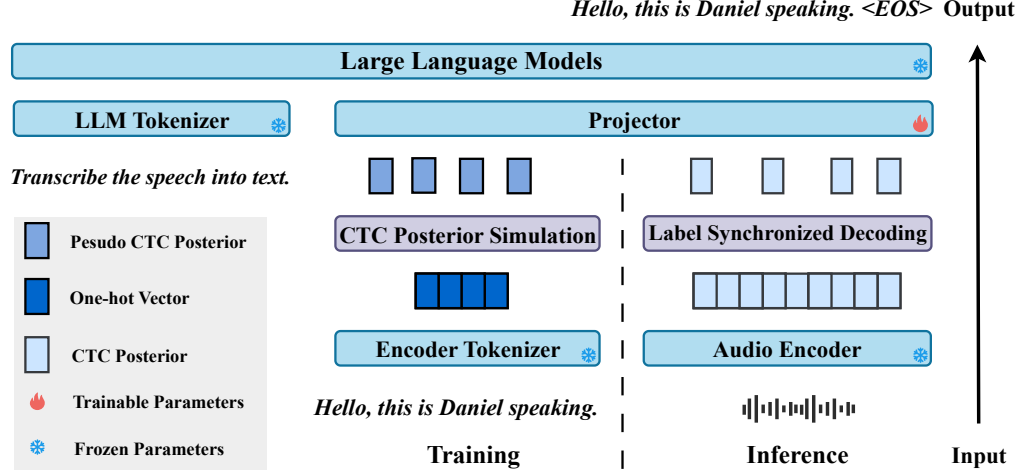 Hello, this is Daniel speaking. <EOS> Output
Large Language Models
LLM Tokenizer
Projector
Transcribe the speech into text.
Pesudo CTC Posterior
One-hot Vector
CTC Posterior
Trainable Parameters
Frozen Parameters
CTC Posterior Simulation
Label Synchronized Decoding
Encoder Tokenizer
Audio Encoder
Hello, this is Daniel speaking.
Training
Inference
Input